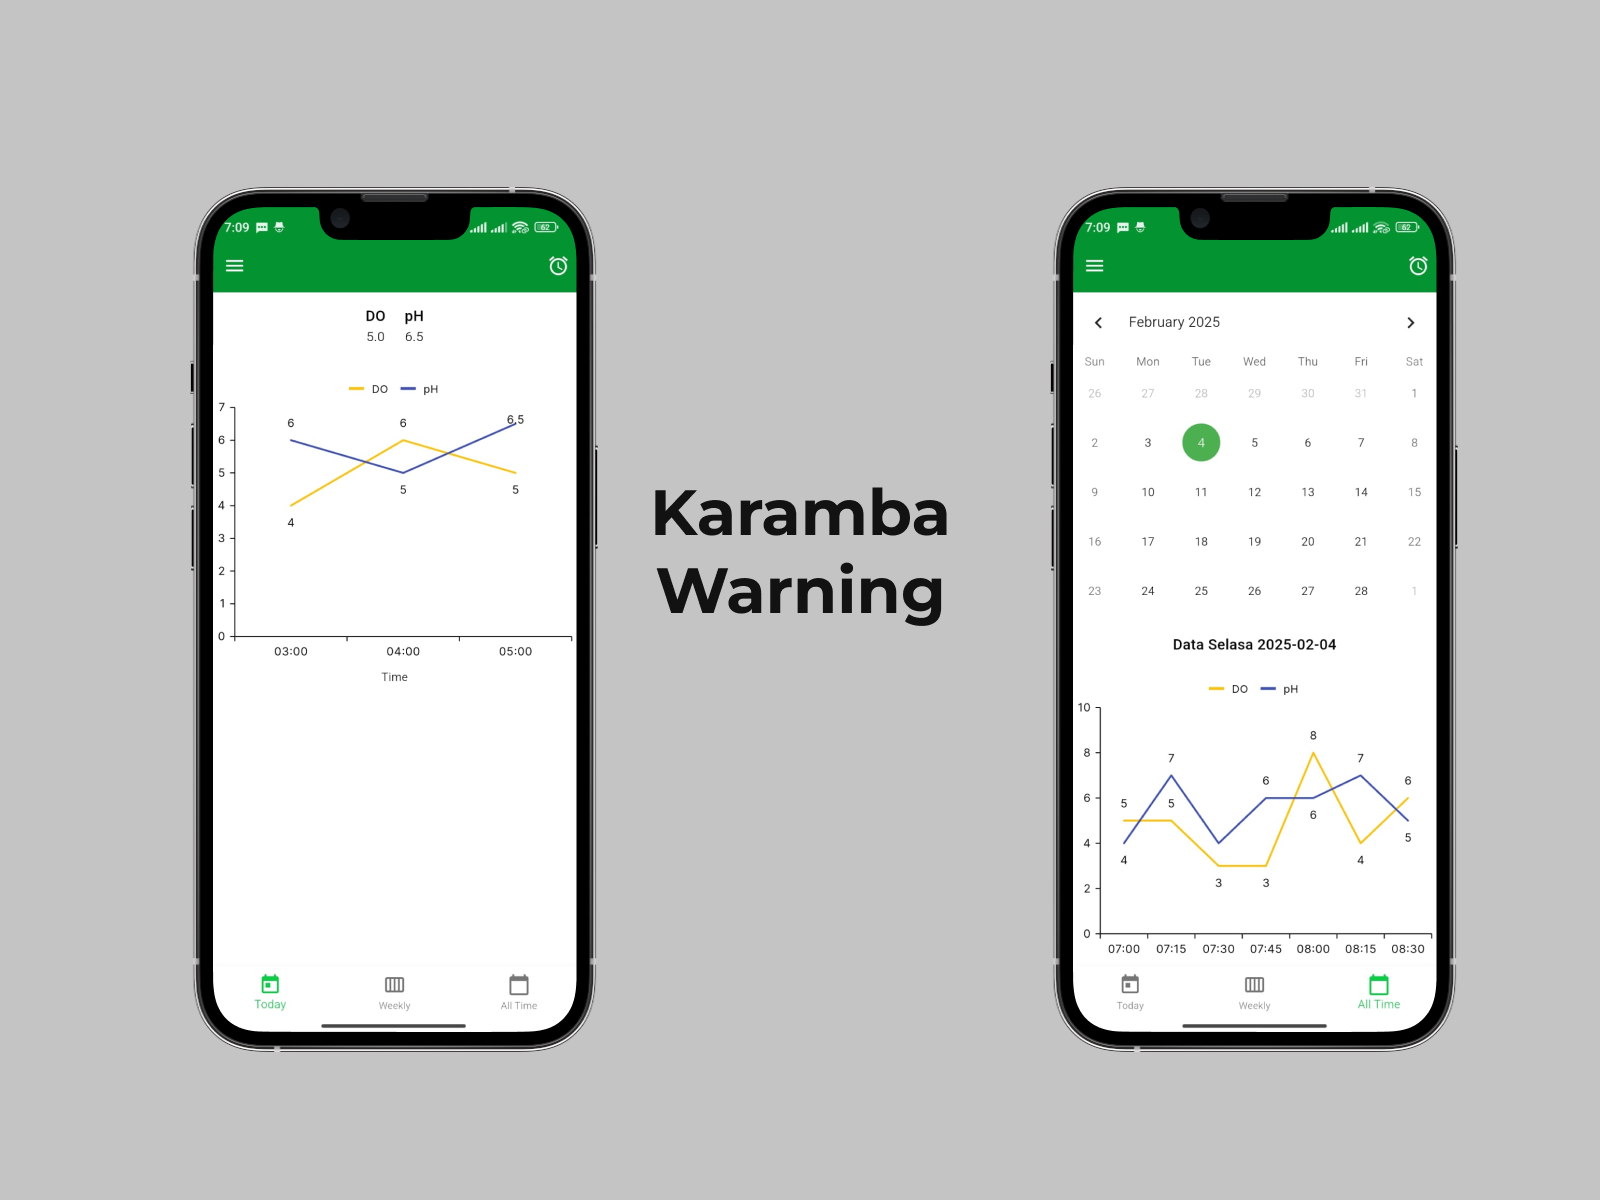 7:09
62
DO pH
5.0 6.5
DO pH
7
6
5
4
3
2
1
0
6 6 6.5
5 5
4
03:00 04:00 05:00
Time
Today Weekly All Time
Karamba
Warning
7:09
62
February 2025
Sun Mon Tue Wed Thu Fri Sat
26 27 28 29 30 31 1
2 3 4 5 6 7 8
9 10 11 12 13 14 15
16 17 18 19 20 21 22
23 24 25 26 27 28 1
Data Selasa 2025-02-04
DO pH
10
8
6
4
2
0
8
7 7
6 6
5 5
6
5
4 4
3 3
07:00 07:15 07:30 07:45 08:00 08:15 08:30
Today Weekly All Time